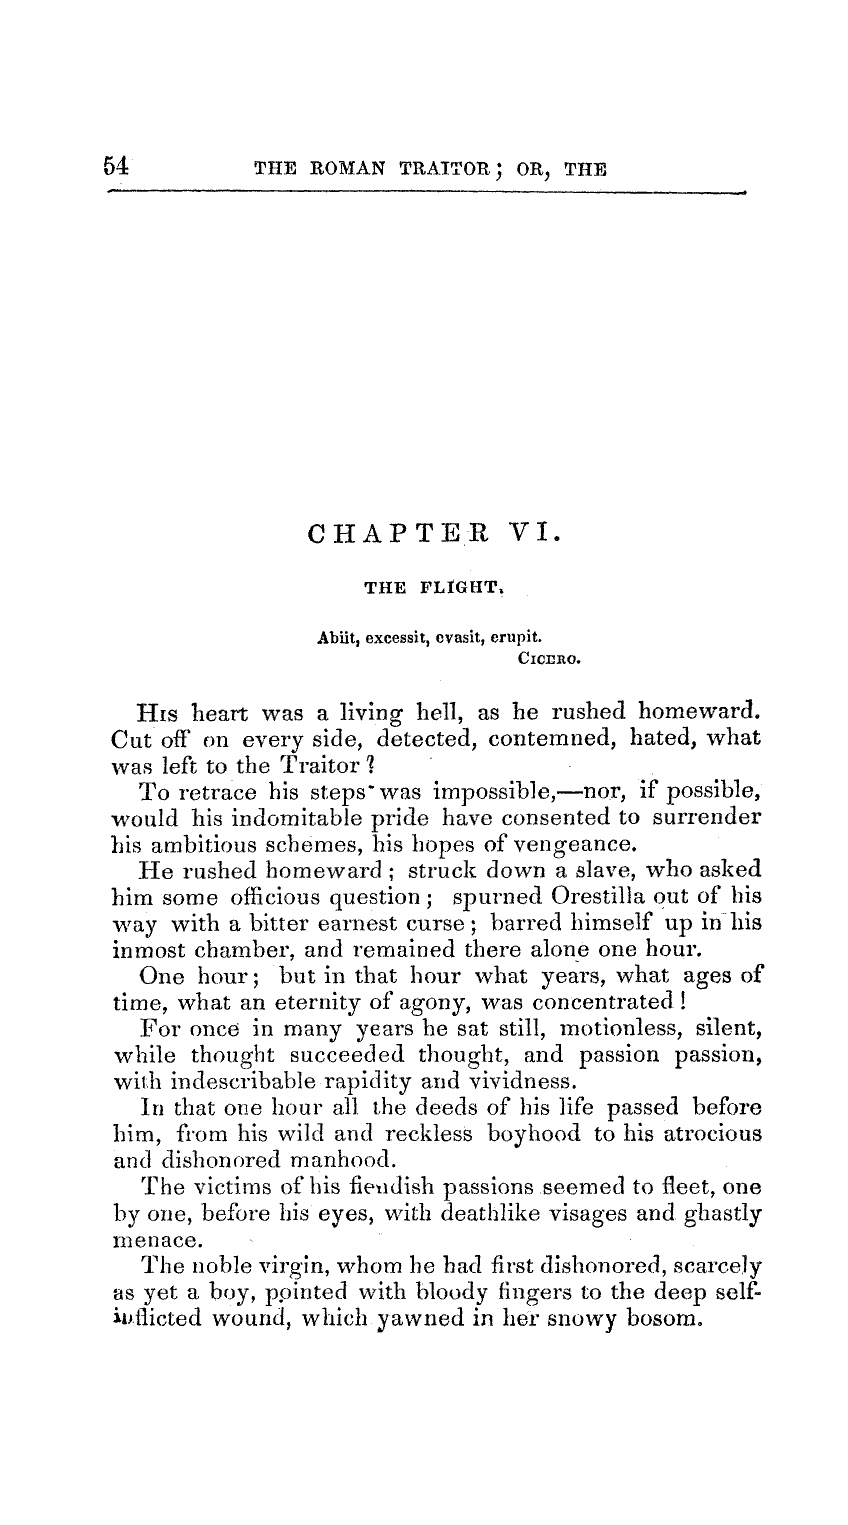 54 THE ROMAN TRAITOR; OR, THE
CHAPTER VI.
THE FLIGHT.
Abiit, excessit, evasit, erupit.
CICERO.
HIS heart was a living hell, as he rushed homeward.
Cut off on every side, detected, contemned, hated, what
was left to the Traitor?
To retrace his steps was impossible,—nor, if possible,
would his indomitable pride have consented to surrender
his ambitious schemes, his hopes of vengeance.
He rushed homeward; struck down a slave, who asked
him some officious question; spurned Orestilla out of his
way with a bitter earnest curse; barred himself up in his
inmost chamber, and remained there alone one hour.
One hour; but in that hour what years, what ages of
time, what an eternity of agony, was concentrated!
For once in many years he sat still, motionless, silent,
while thought succeeded thought, and passion passion,
with indescribable rapidity and vividness.
In that one hour all the deeds of his life passed before
him, from his wild and reckless boyhood to his atrocious
and dishonored manhood.
The victims of his fiendish passions seemed to fleet, one
by one, before his eyes, with deathlike visages and ghastly
menace.
The noble virgin, whom he had first dishonored, scarcely
as yet a boy, pointed with bloody fingers to the deep self-
inflicted wound, which yawned in her snowy bosom.